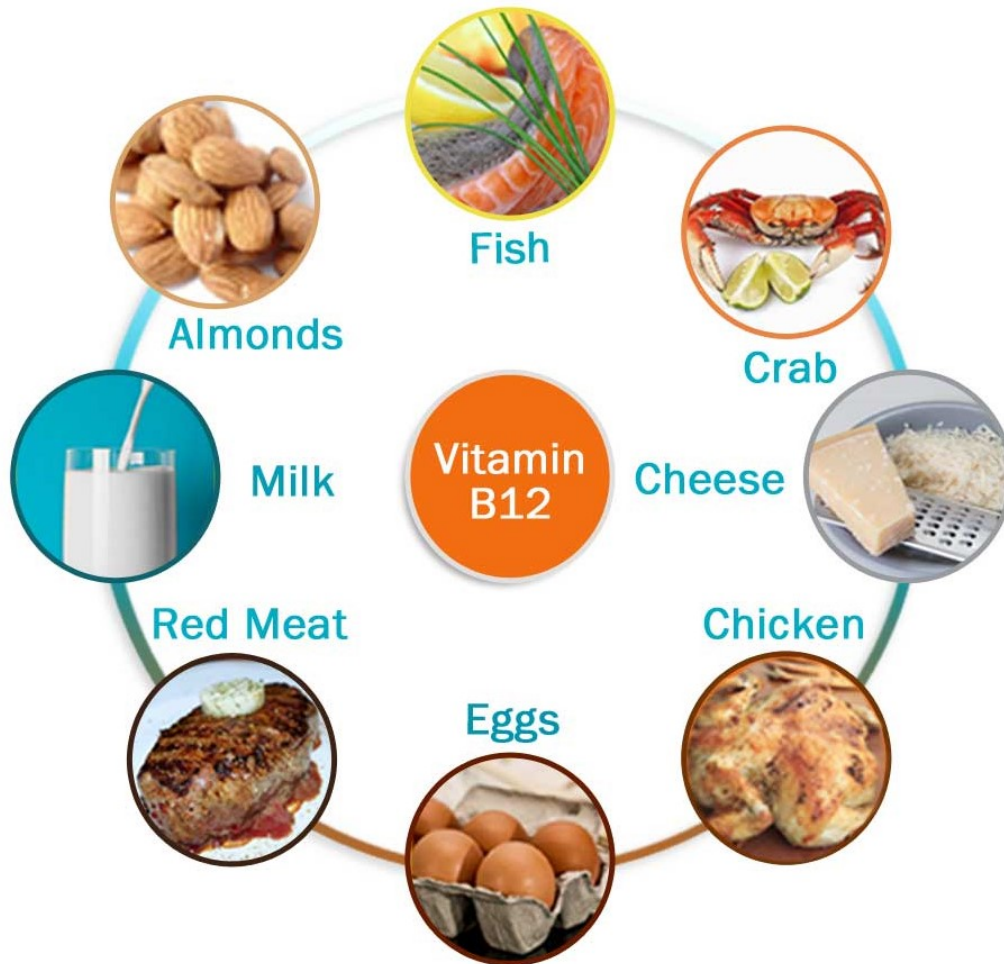 Fish
Almonds
Crab
Milk
Vitamin
B12
Cheese
Red Meat
Chicken
Eggs